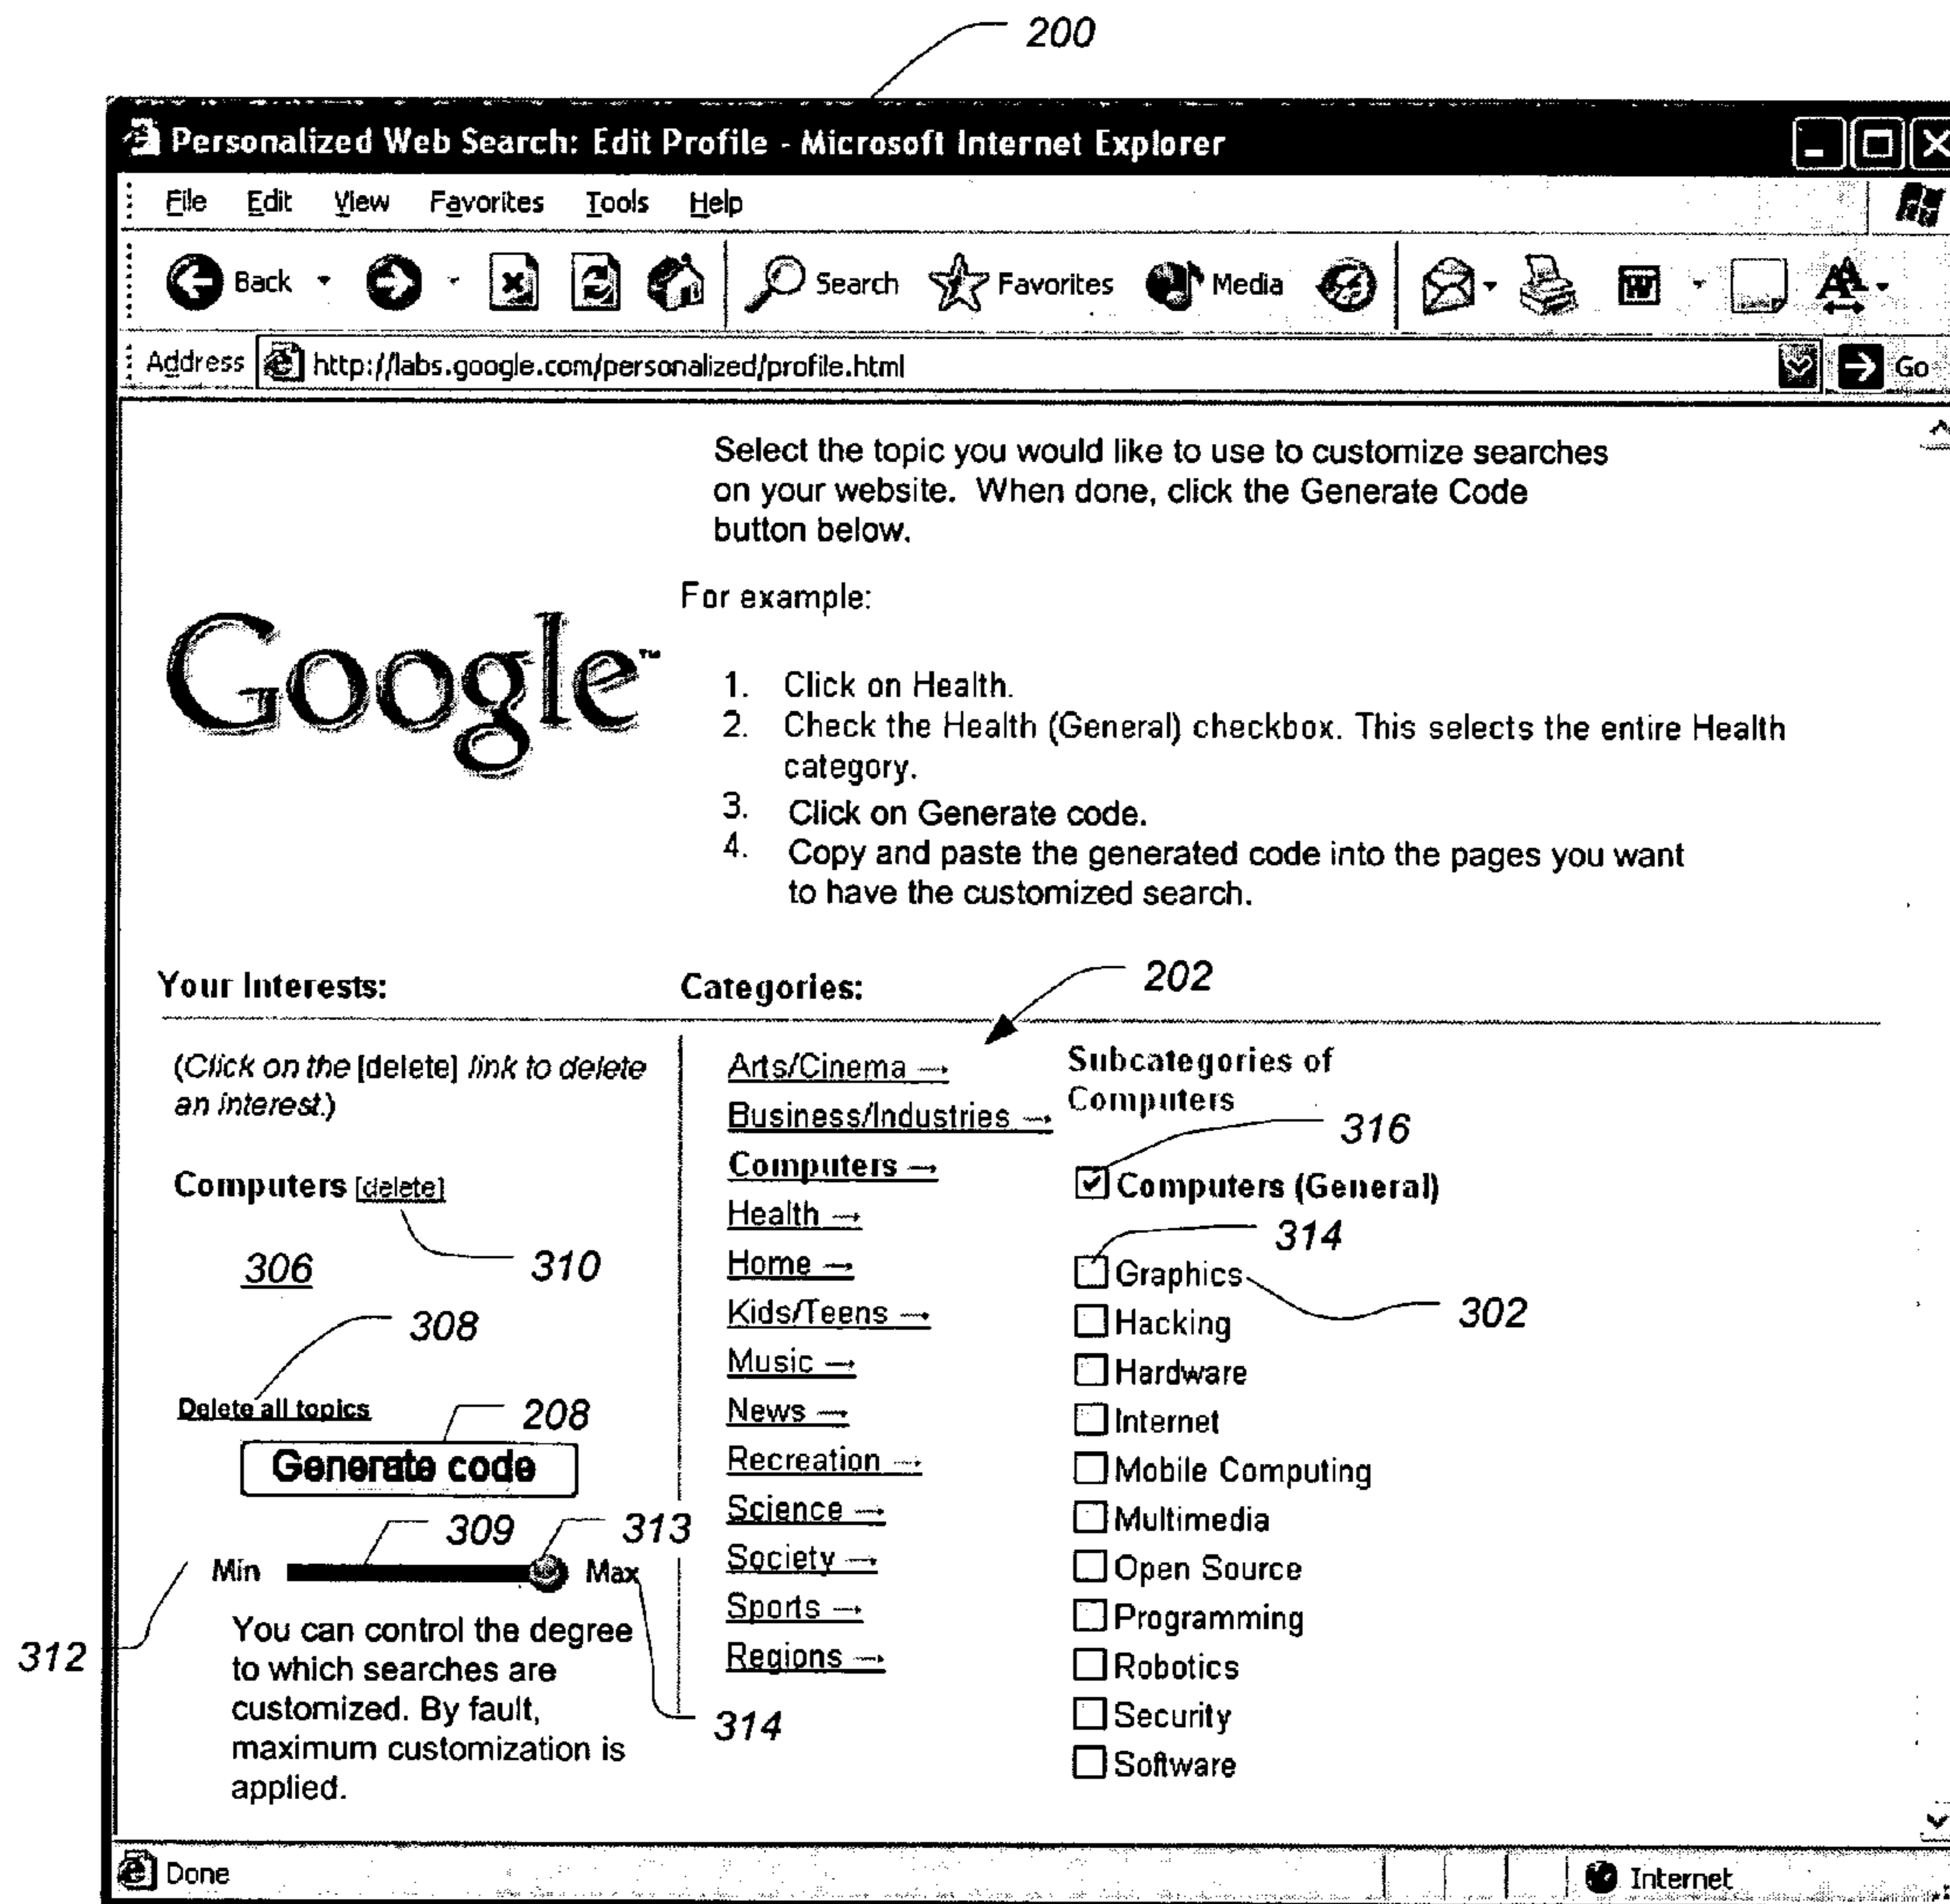 200
Personalized Web Search: Edit Profile - Microsoft Internet Explorer
File Edit View Favorites Tools Help
Back Search Favorites Media
Address http://labs.google.com/personalized/profile.html Go
Select the topic you would like to use to customize searches
on your website. When done, click the Generate Code
button below.
For example:
Google™
1. Click on Health.
2. Check the Health (General) checkbox. This selects the entire Health
category.
3. Click on Generate code.
4. Copy and paste the generated code into the pages you want
to have the customized search.
Your Interests:
(Click on the [delete] link to delete
an interest.)
Computers [delete]
310
306
308
Delete all topics
208
Generate code
309 313
Min Max
312
314
You can control the degree
to which searches are
customized. By fault,
maximum customization is
applied.
Categories:
202
Arts/Cinema →
Business/Industries →
Computers →
Health →
Home →
Kids/Teens →
Music →
News →
Recreation →
Science →
Society →
Sports →
Regions →
Subcategories of
Computers
316
Computers (General)
314
Graphics
302
Hacking
Hardware
Internet
Mobile Computing
Multimedia
Open Source
Programming
Robotics
Security
Software
Done Internet